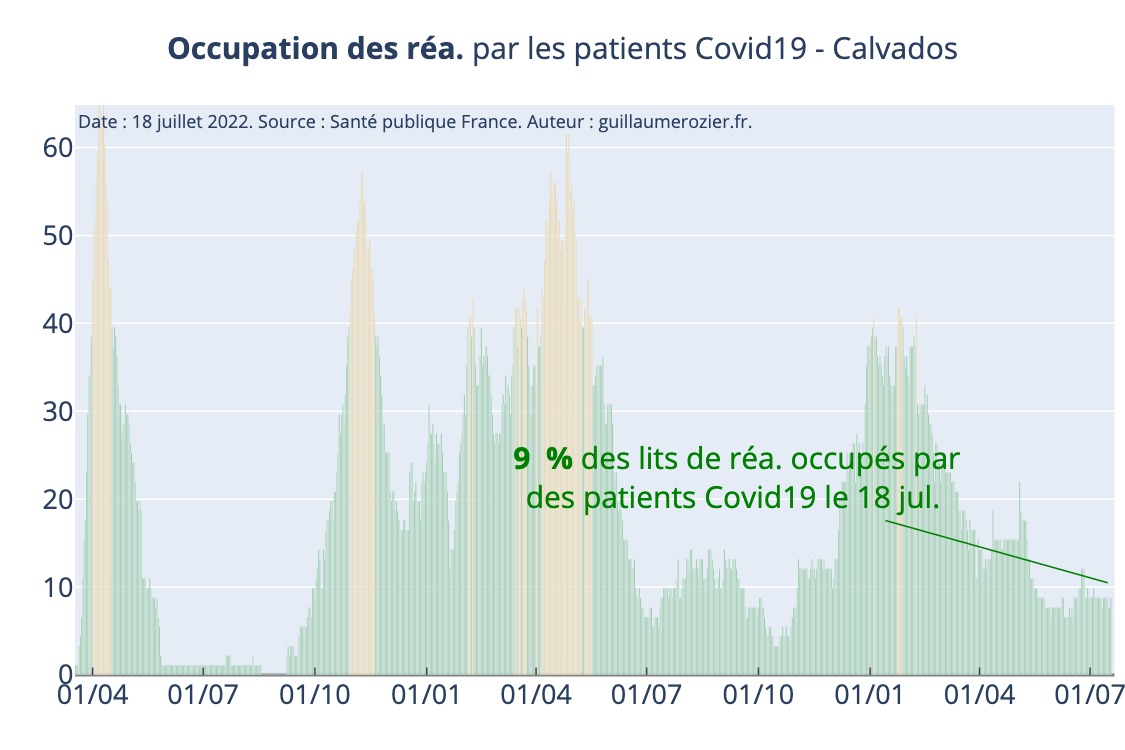 Occupation des réa. par les patients Covid19 - Calvados
Date : 18 juillet 2022. Source : Santé publique France. Auteur : guillaumerozier.fr.
60
50
40
30
20
10
0
9 % des lits de réa. occupés par
des patients Covid19 le 18 jul.
01/04 01/07 01/10 01/01 01/04 01/07 01/10 01/01 01/04 01/07